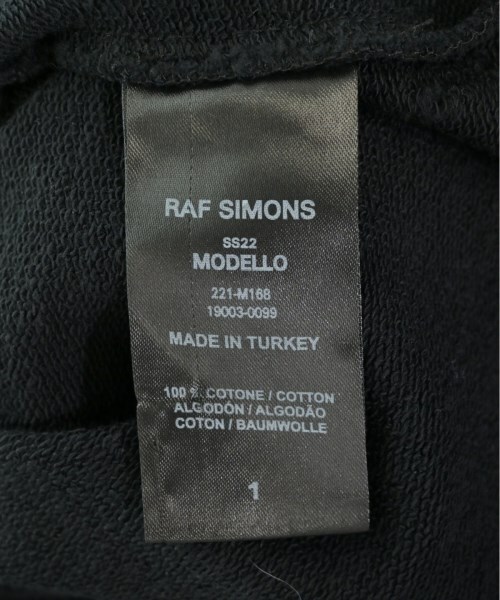 RAF SIMONS
SS22
MODELLO
221-M168
19003-0099
MADE IN TURKEY
100 % COTONE / COTTON
ALGODÓN / ALGODÃO
COTON / BAUMWOLLE
1